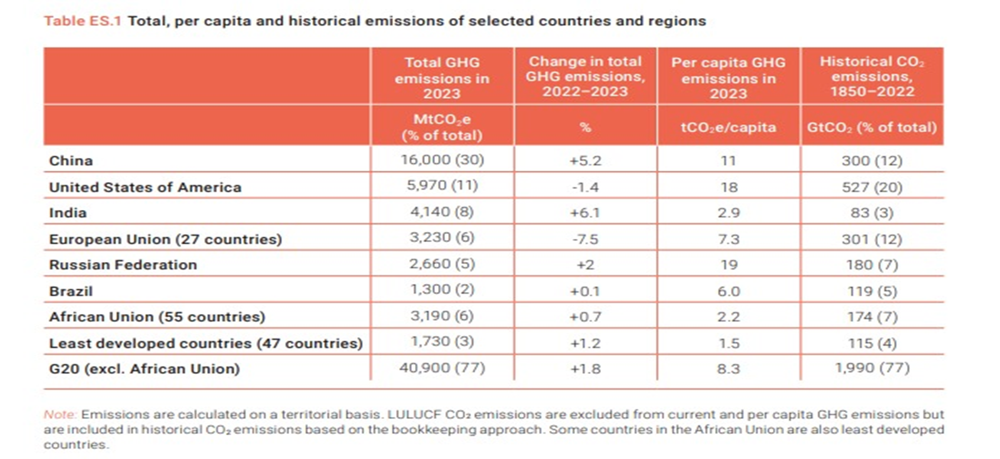 Table ES.1 Total, per capita and historical emissions of selected countries and regions
Total GHG emissions in 2023 Change in total GHG emissions, 2022–2023 Per capita GHG emissions in 2023 Historical CO₂ emissions, 1850–2022
MtCO₂e (% of total) % tCO₂e/capita GtCO₂ (% of total)
China 16,000 (30) +5.2 11 300 (12)
United States of America 5,970 (11) -1.4 18 527 (20)
India 4,140 (8) +6.1 2.9 83 (3)
European Union (27 countries) 3,230 (6) -7.5 7.3 301 (12)
Russian Federation 2,660 (5) +2 19 180 (7)
Brazil 1,300 (2) +0.1 6.0 119 (5)
African Union (55 countries) 3,190 (6) +0.7 2.2 174 (7)
Least developed countries (47 countries) 1,730 (3) +1.2 1.5 115 (4)
G20 (excl. African Union) 40,900 (77) +1.8 8.3 1,990 (77)
Note: Emissions are calculated on a territorial basis. LULUCF CO₂ emissions are excluded from current and per capita GHG emissions but
are included in historical CO₂ emissions based on the bookkeeping approach. Some countries in the African Union are also least developed
countries.